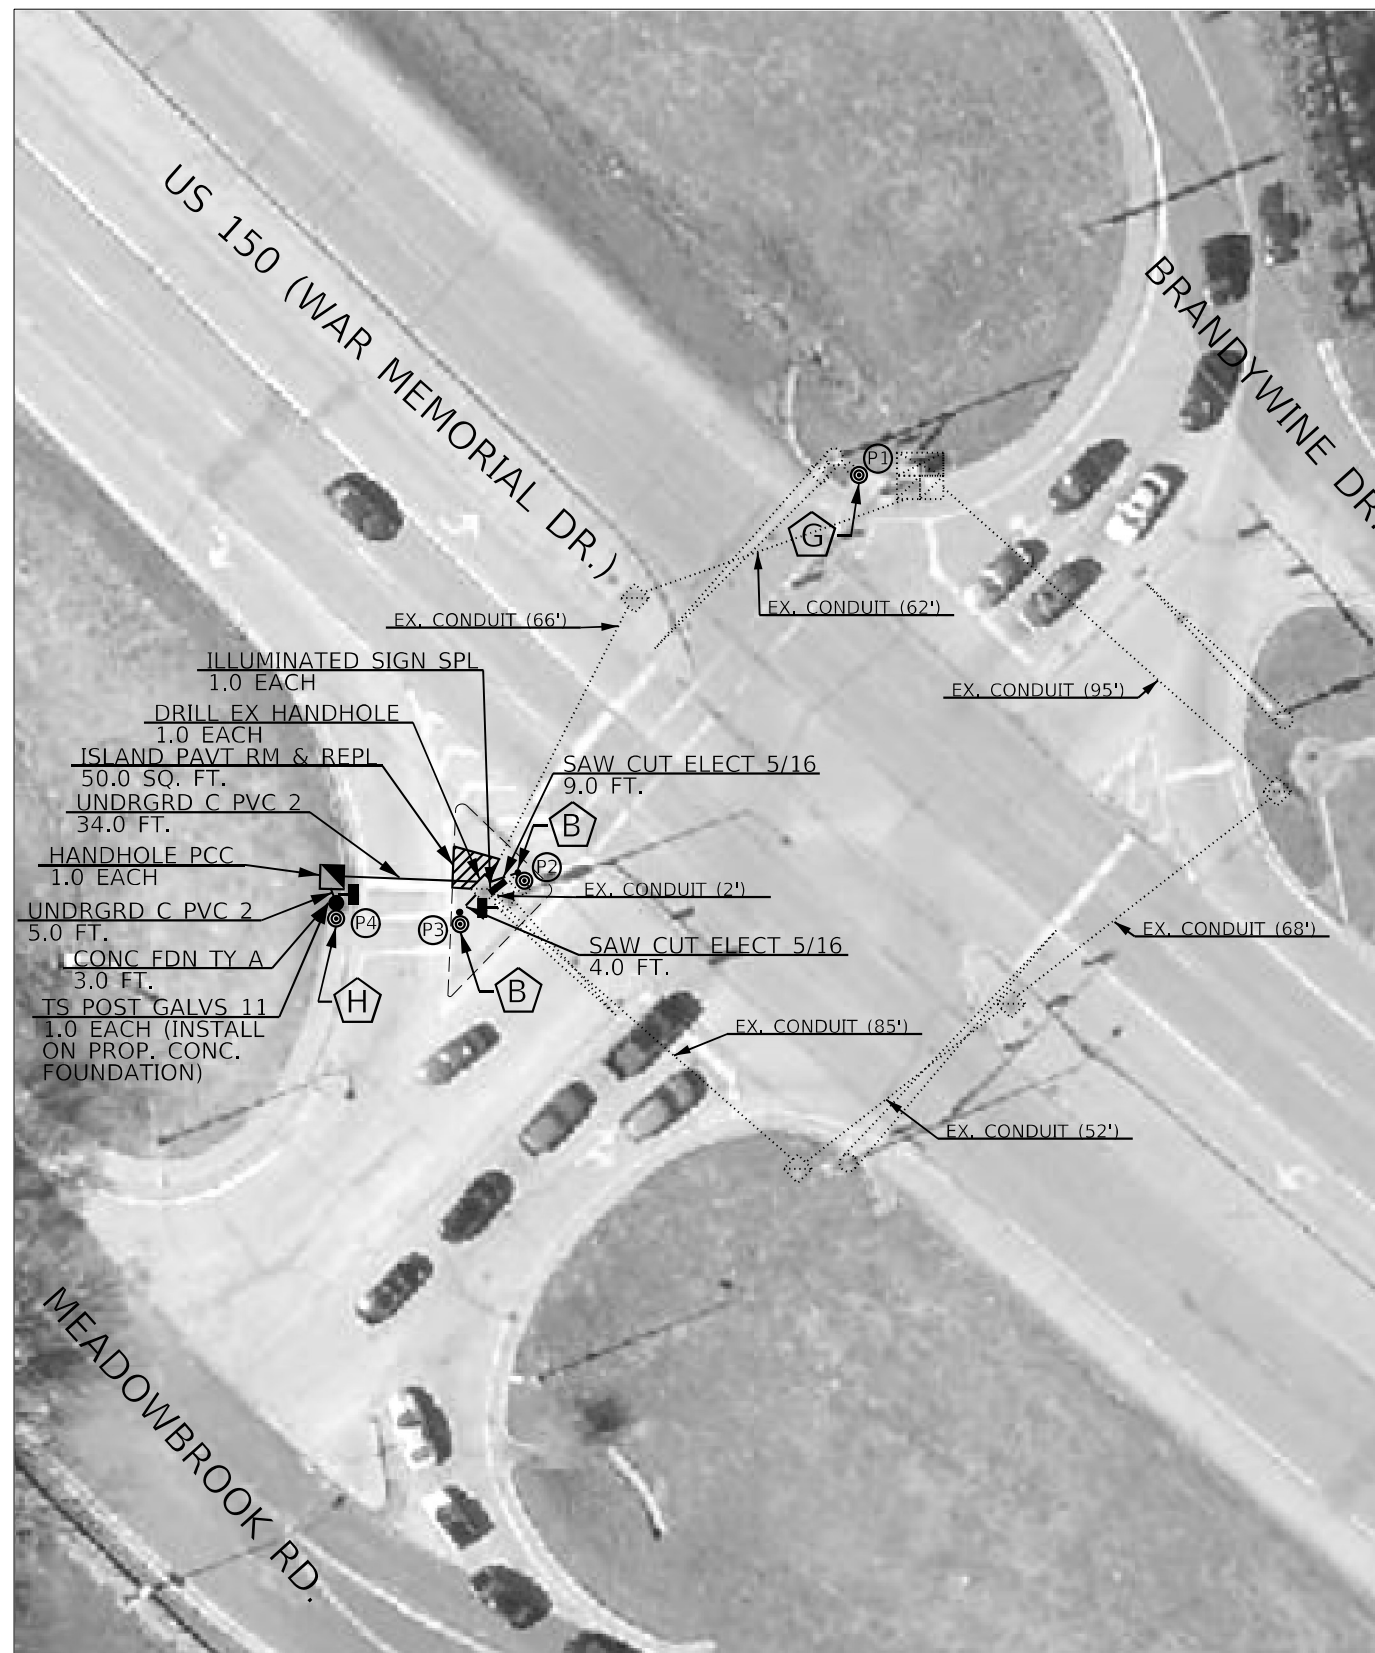 US 150 (WAR MEMORIAL DR.)
BRANDYWINE DR.
P1
G
EX. CONDUIT (62')
EX. CONDUIT (66')
ILLUMINATED SIGN SPL
1.0 EACH
EX. CONDUIT (95')
DRILL EX HANDHOLE
1.0 EACH
ISLAND PAVT RM & REPL
50.0 SQ. FT.
SAW CUT ELECT 5/16
9.0 FT.
UNDRGRD C PVC 2
34.0 FT.
B
HANDHOLE PCC
1.0 EACH
P2
EX. CONDUIT (2')
UNDRGRD C PVC 2
5.0 FT.
P4
P3
EX. CONDUIT (68')
SAW CUT ELECT 5/16
4.0 FT.
CONC FDN TY A
3.0 FT.
H
B
TS POST GALVS 11
1.0 EACH (INSTALL
ON PROP. CONC.
FOUNDATION)
EX. CONDUIT (85')
EX. CONDUIT (52')
MEADOWBROOK RD.